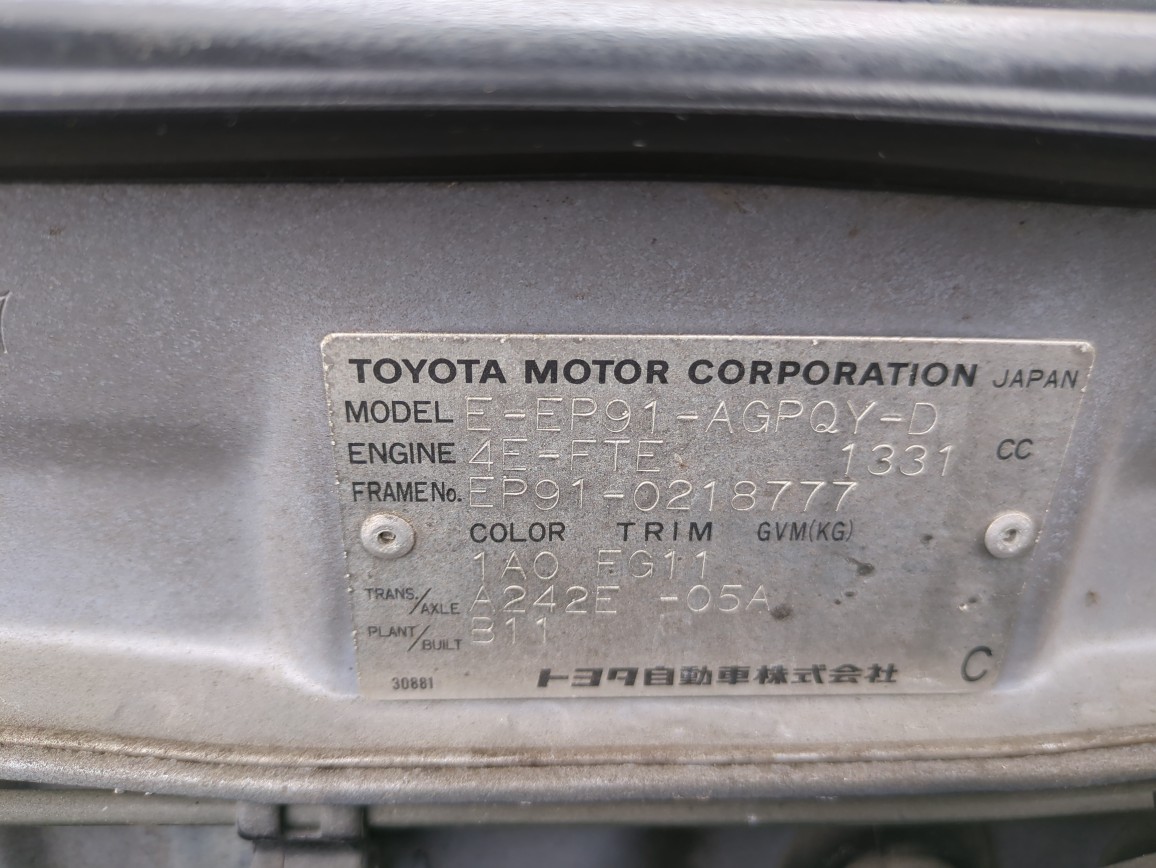 TOYOTA MOTOR CORPORATION JAPAN
MODEL E-EP91-AGPQY-D
ENGINE 4E-FTE 1331 CC
FRAME No. EP91-0218777
COLOR TRIM GVM(KG)
1A0 FG11
TRANS./AXLE A242E -05A
PLANT/BUILT B11
30881 トヨタ自動車株式会社 C